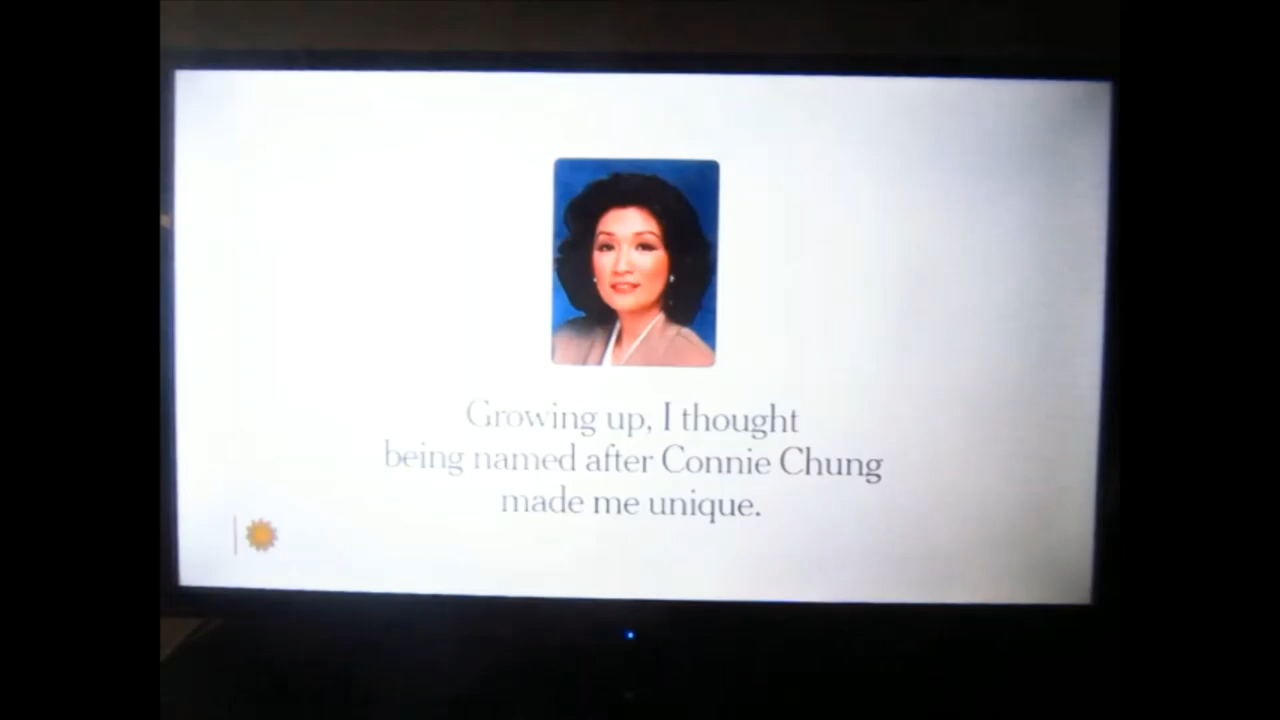 Growing up, I thought
being named after Connie Chung
made me unique.